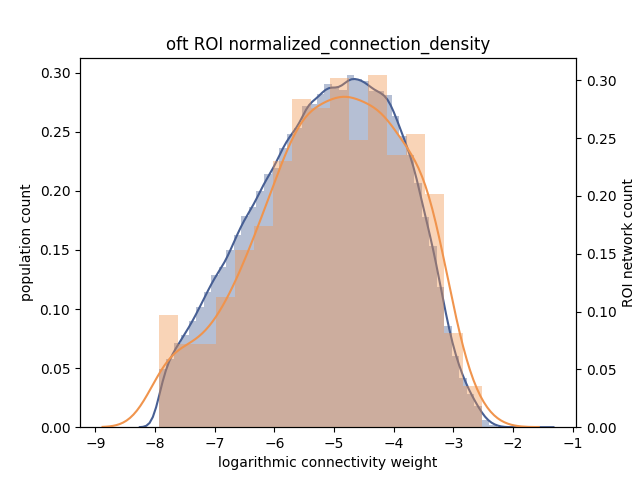 oft ROI normalized_connection_density
population count
0.30
0.25
0.20
0.15
0.10
0.05
0.00
−9 −8 −7 −6 −5 −4 −3 −2 −1
logarithmic connectivity weight
0.30
0.25
0.20
0.15
0.10
0.05
0.00
ROI network count